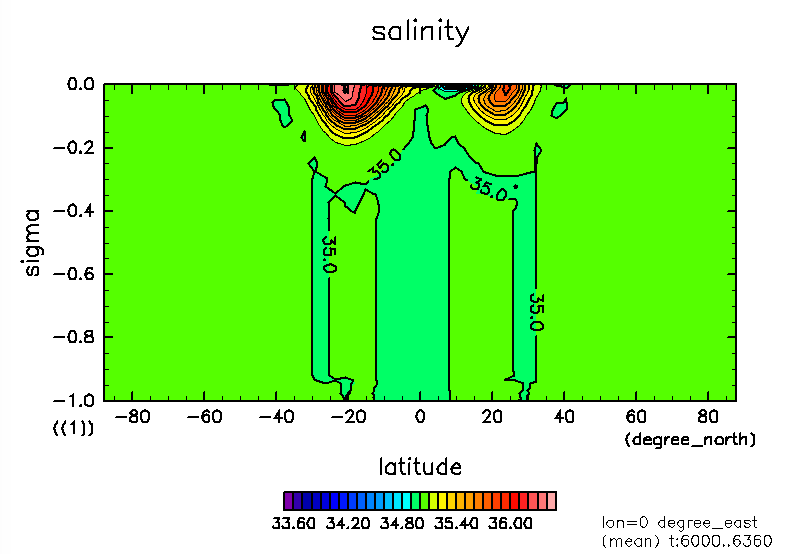 salinity
0.0
-0.2
-0.4
-0.6
-0.8
-1.0
sigma
35.0
35.0
35.0
35.0
-80 -60 -40 -20 0 20 40 60 80
((1))
(degree_north)
latitude
33.60 34.20 34.80 35.40 36.00
lon=0 degree_east
(mean) t:6000..6360